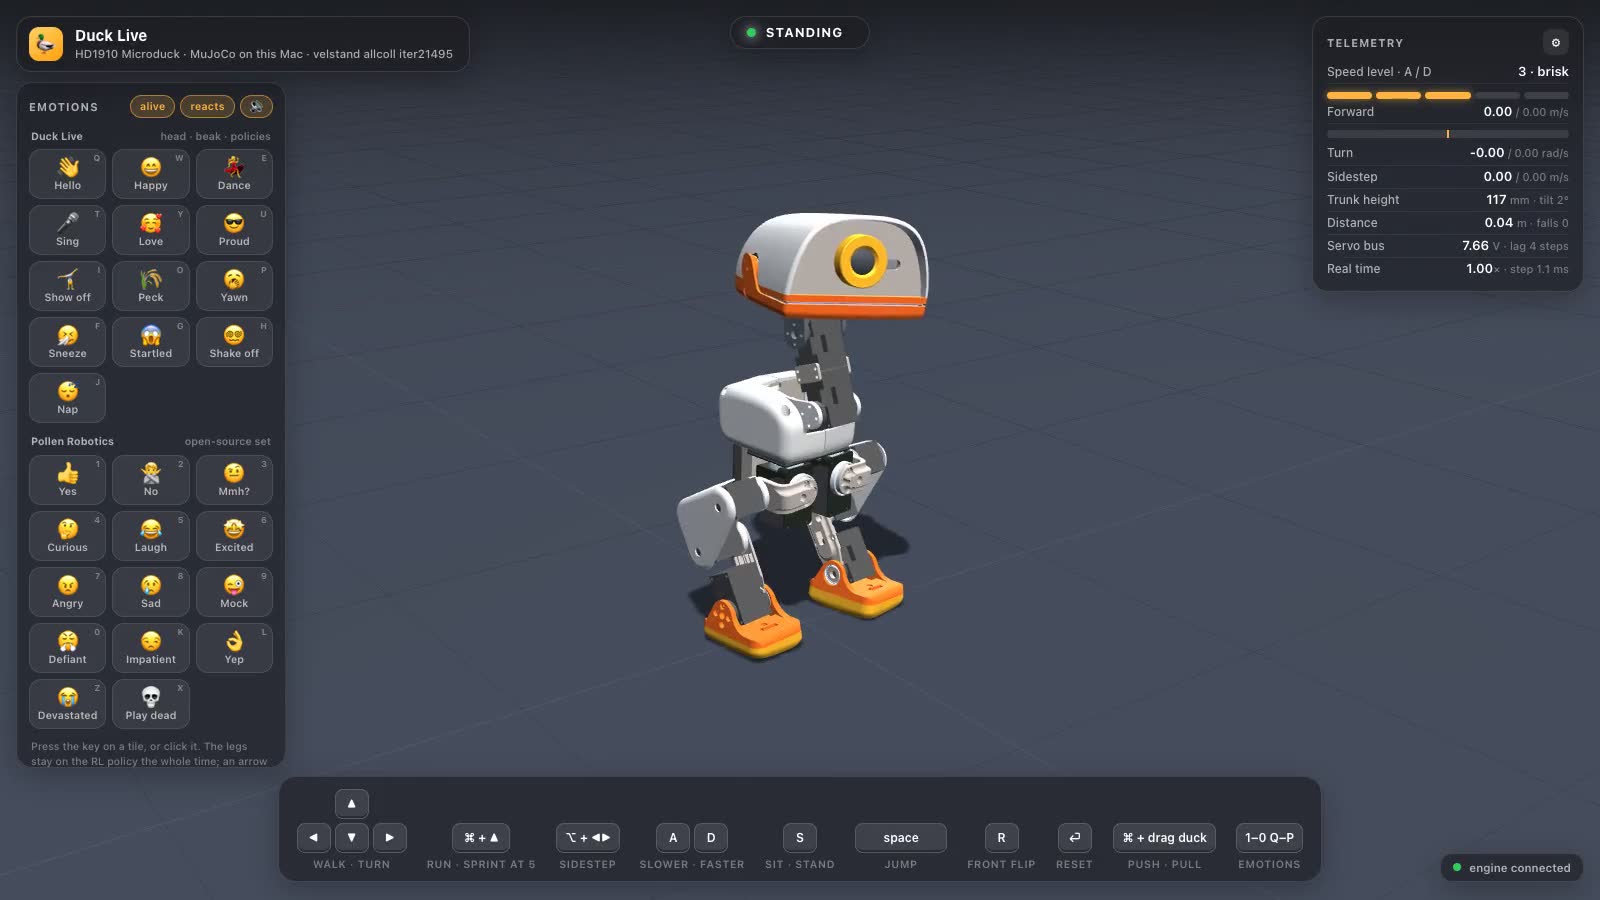 Duck Live
HD1910 Microduck · MuJoCo on this Mac · velstand allcoll iter21495
STANDING
EMOTIONS
alive
reacts
Duck Live
head · beak · policies
Q
Hello
W
Happy
E
Dance
T
Sing
Y
Love
U
Proud
I
Show off
O
Peck
P
Yawn
F
Sneeze
G
Startled
H
Shake off
J
Nap
Pollen Robotics
open-source set
1
Yes
2
No
3
Mmh?
4
Curious
5
Laugh
6
Excited
7
Angry
8
Sad
9
Mock
0
Defiant
K
Impatient
L
Yep
Z
Devastated
X
Play dead
Press the key on a tile, or click it. The legs
stay on the RL policy the whole time; an arrow
TELEMETRY
Speed level · A / D 3 · brisk
Forward 0.00 / 0.00 m/s
Turn -0.00 / 0.00 rad/s
Sidestep 0.00 / 0.00 m/s
Trunk height 117 mm · tilt 2°
Distance 0.04 m · falls 0
Servo bus 7.66 V · lag 4 steps
Real time 1.00× · step 1.1 ms
▲
◀ ▼ ▶
WALK · TURN
⌘ + ▲
RUN · SPRINT AT 5
⌥ + ◀▶
SIDESTEP
A D
SLOWER · FASTER
S
SIT · STAND
space
JUMP
R
FRONT FLIP
⏎
RESET
⌘ + drag duck
PUSH · PULL
1–0 Q–P
EMOTIONS
engine connected